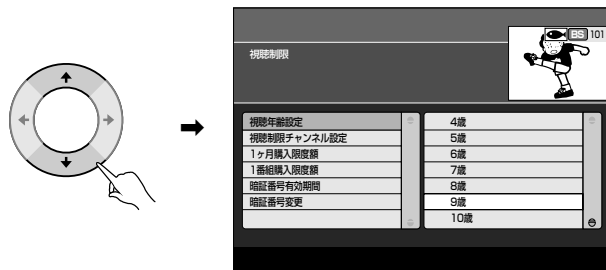 BS 101
視聴制限
視聴年齢設定
視聴制限チャンネル設定
1ヶ月購入限度額
1番組購入限度額
暗証番号有効期間
暗証番号変更
4歳
5歳
6歳
7歳
8歳
9歳
10歳